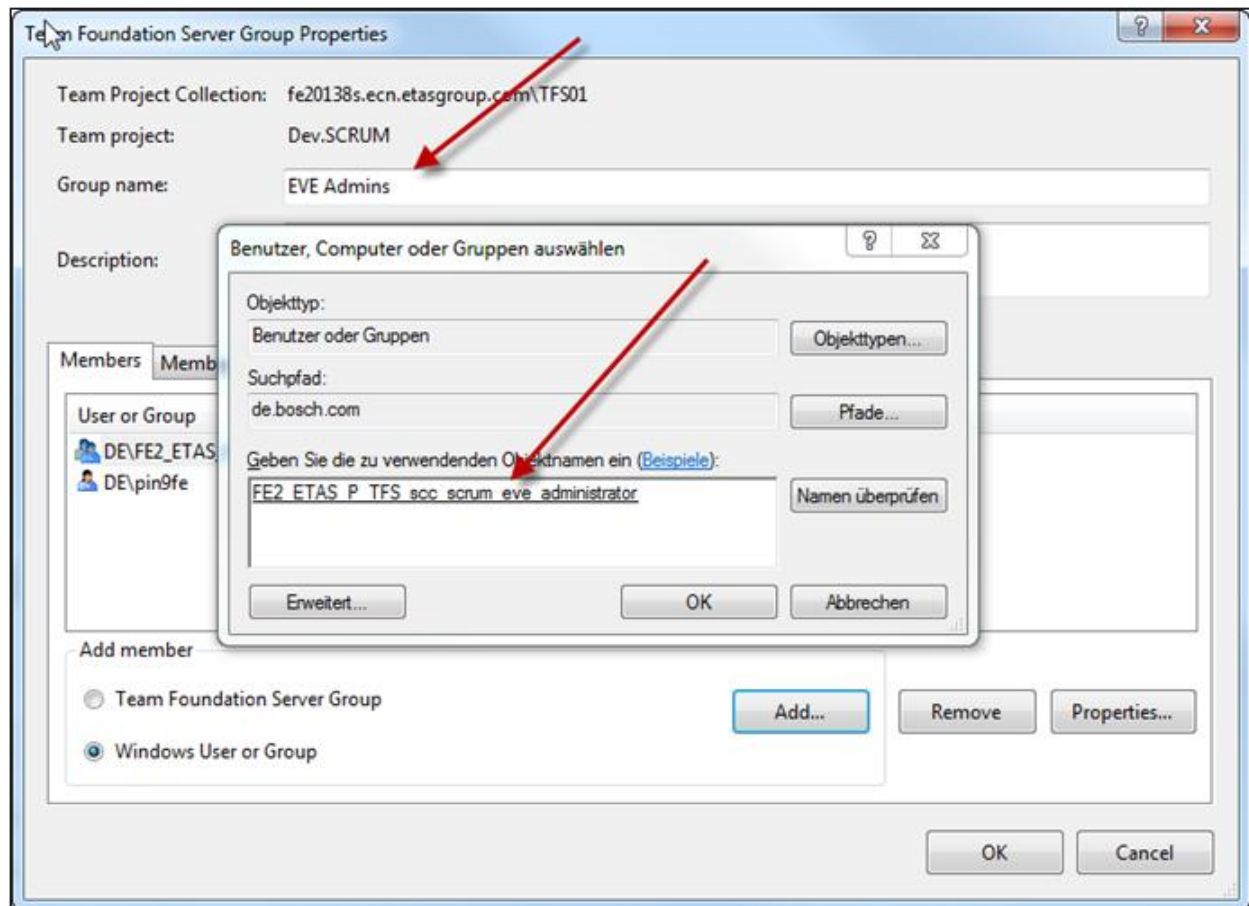 Team Foundation Server Group Properties
Team Project Collection: fe20138s.ecn.etasgroup.com\TFS01
Team project: Dev.SCRUM
Group name: EVE Admins
Description:
Benutzer, Computer oder Gruppen auswählen
Objekttyp:
Benutzer oder Gruppen
Objekttypen...
Suchpfad:
de.bosch.com
Pfade...
Geben Sie die zu verwendenden Objektnamen ein (Beispiele):
FE2_ETAS_P_TFS_scc_scrum_eve_administrator
Namen überprüfen
Erweitert...
OK
Abbrechen
Members
Memb
User or Group
DE\FE2_ETAS_
DE\pin9fe
Add member
Team Foundation Server Group
Windows User or Group
Add...
Remove
Properties...
OK
Cancel